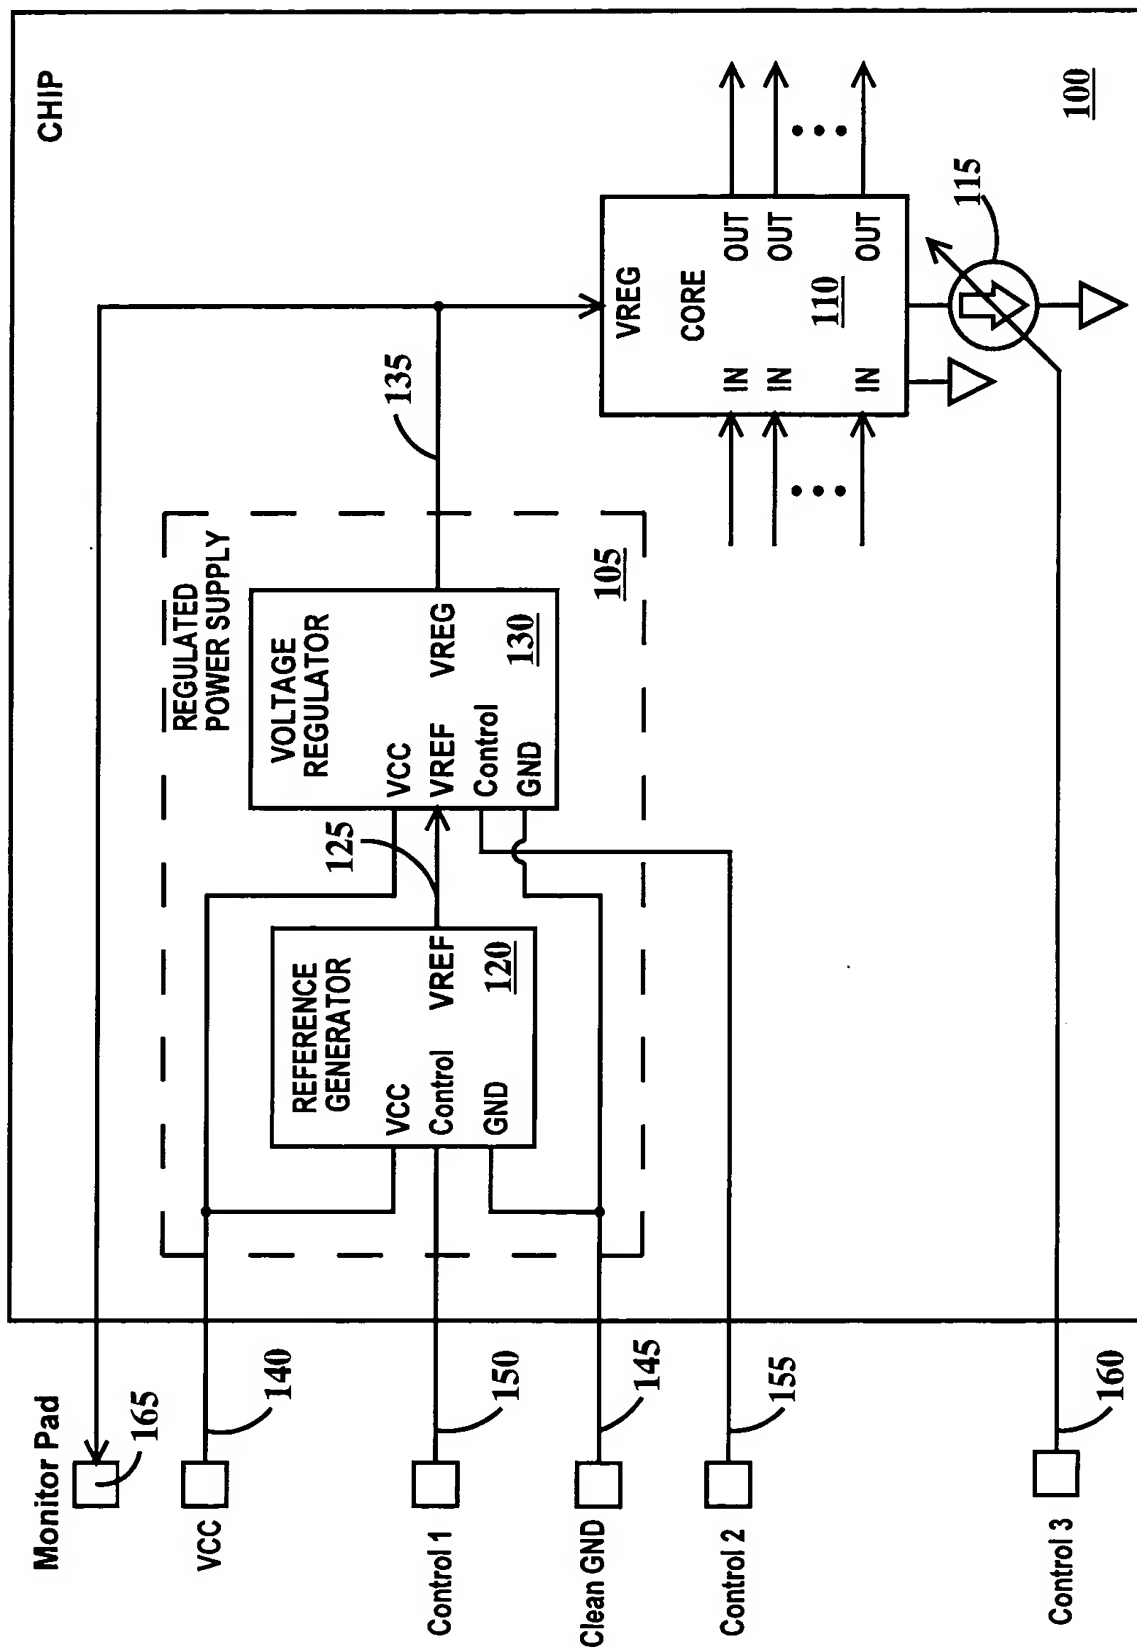 CHIP
100
Monitor Pad
165
VCC
140
Control 1
150
Clean GND
145
Control 2
155
Control 3
160
REGULATED
POWER SUPPLY
105
REFERENCE
GENERATOR
VCC
Control
GND
VREF
120
125
VOLTAGE
REGULATOR
VCC
VREF
Control
GND
VREG
130
135
VREG
CORE
110
IN
IN
IN
OUT
OUT
OUT
115